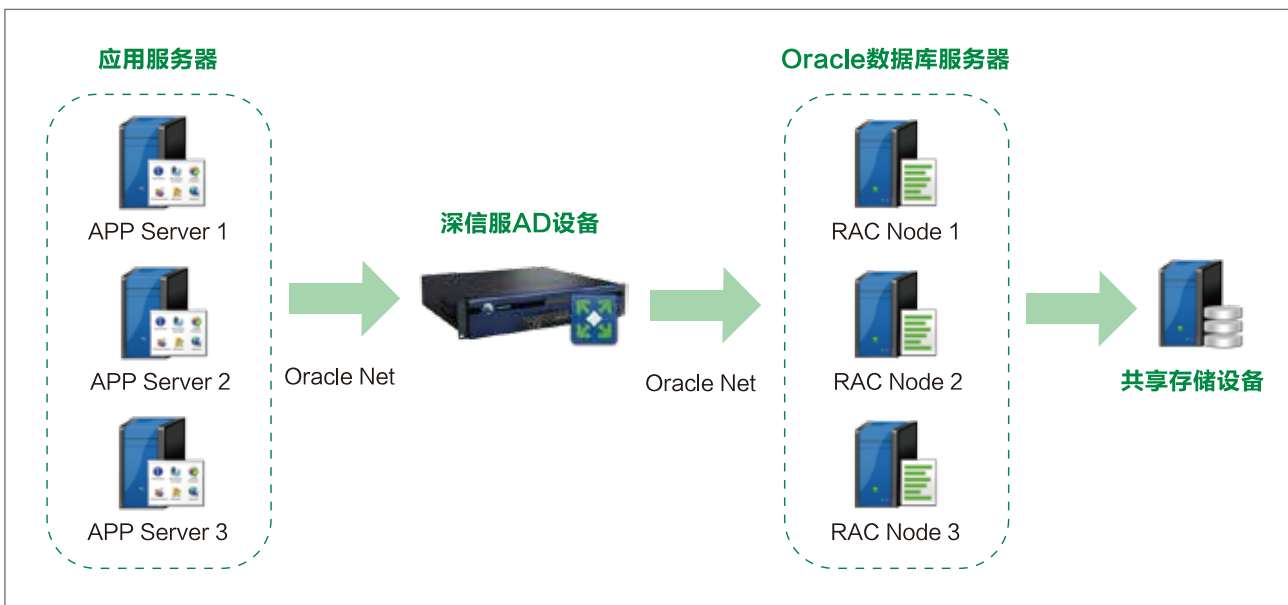 应用服务器
APP Server 1
APP Server 2
APP Server 3
Oracle Net
深信服AD设备
Oracle Net
Oracle数据库服务器
RAC Node 1
RAC Node 2
RAC Node 3
共享存储设备